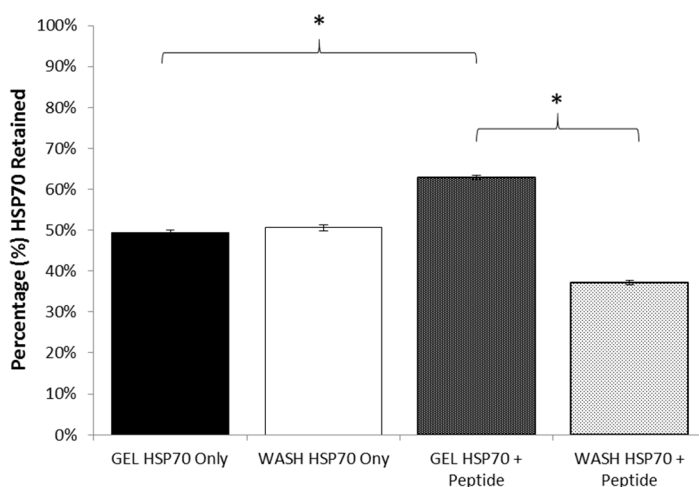 Percentage (%) HSP70 Retained
100%
90%
80%
70%
60%
50%
40%
30%
20%
10%
0%
*
*
GEL HSP70 Only
WASH HSP70 Ony
GEL HSP70 +
Peptide
WASH HSP70 +
Peptide